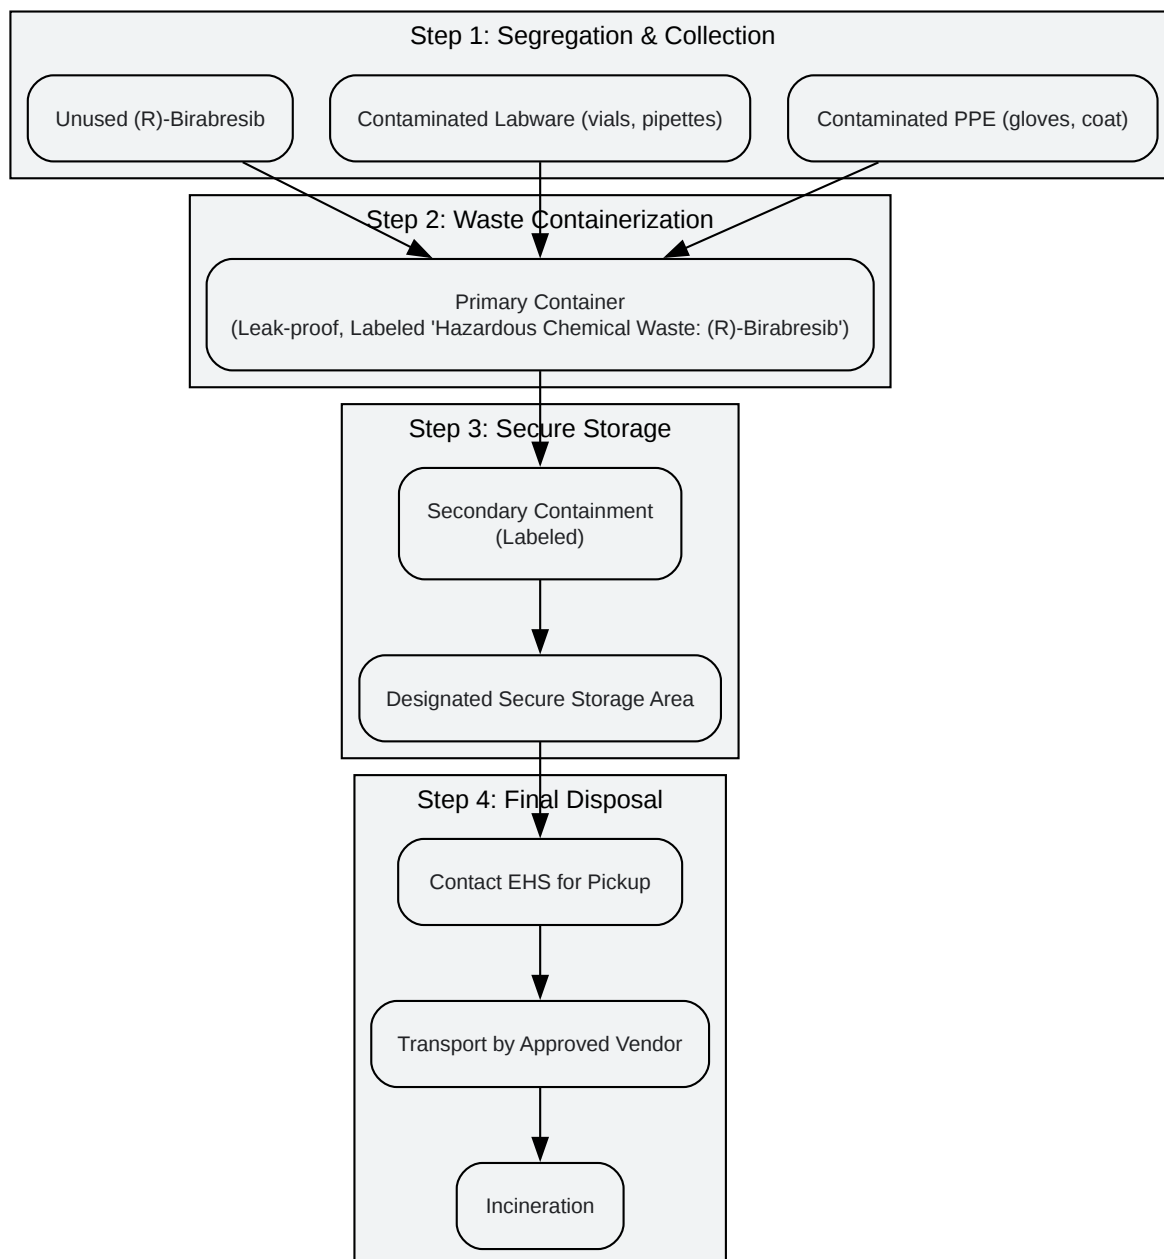 Step 1: Segregation & Collection
Unused (R)-Birabresib
Contaminated Labware (vials, pipettes)
Contaminated PPE (gloves, coat)
Step 2: Waste Containerization
Primary Container
(Leak-proof, Labeled 'Hazardous Chemical Waste: (R)-Birabresib')
Step 3: Secure Storage
Secondary Containment
(Labeled)
Designated Secure Storage Area
Step 4: Final Disposal
Contact EHS for Pickup
Transport by Approved Vendor
Incineration